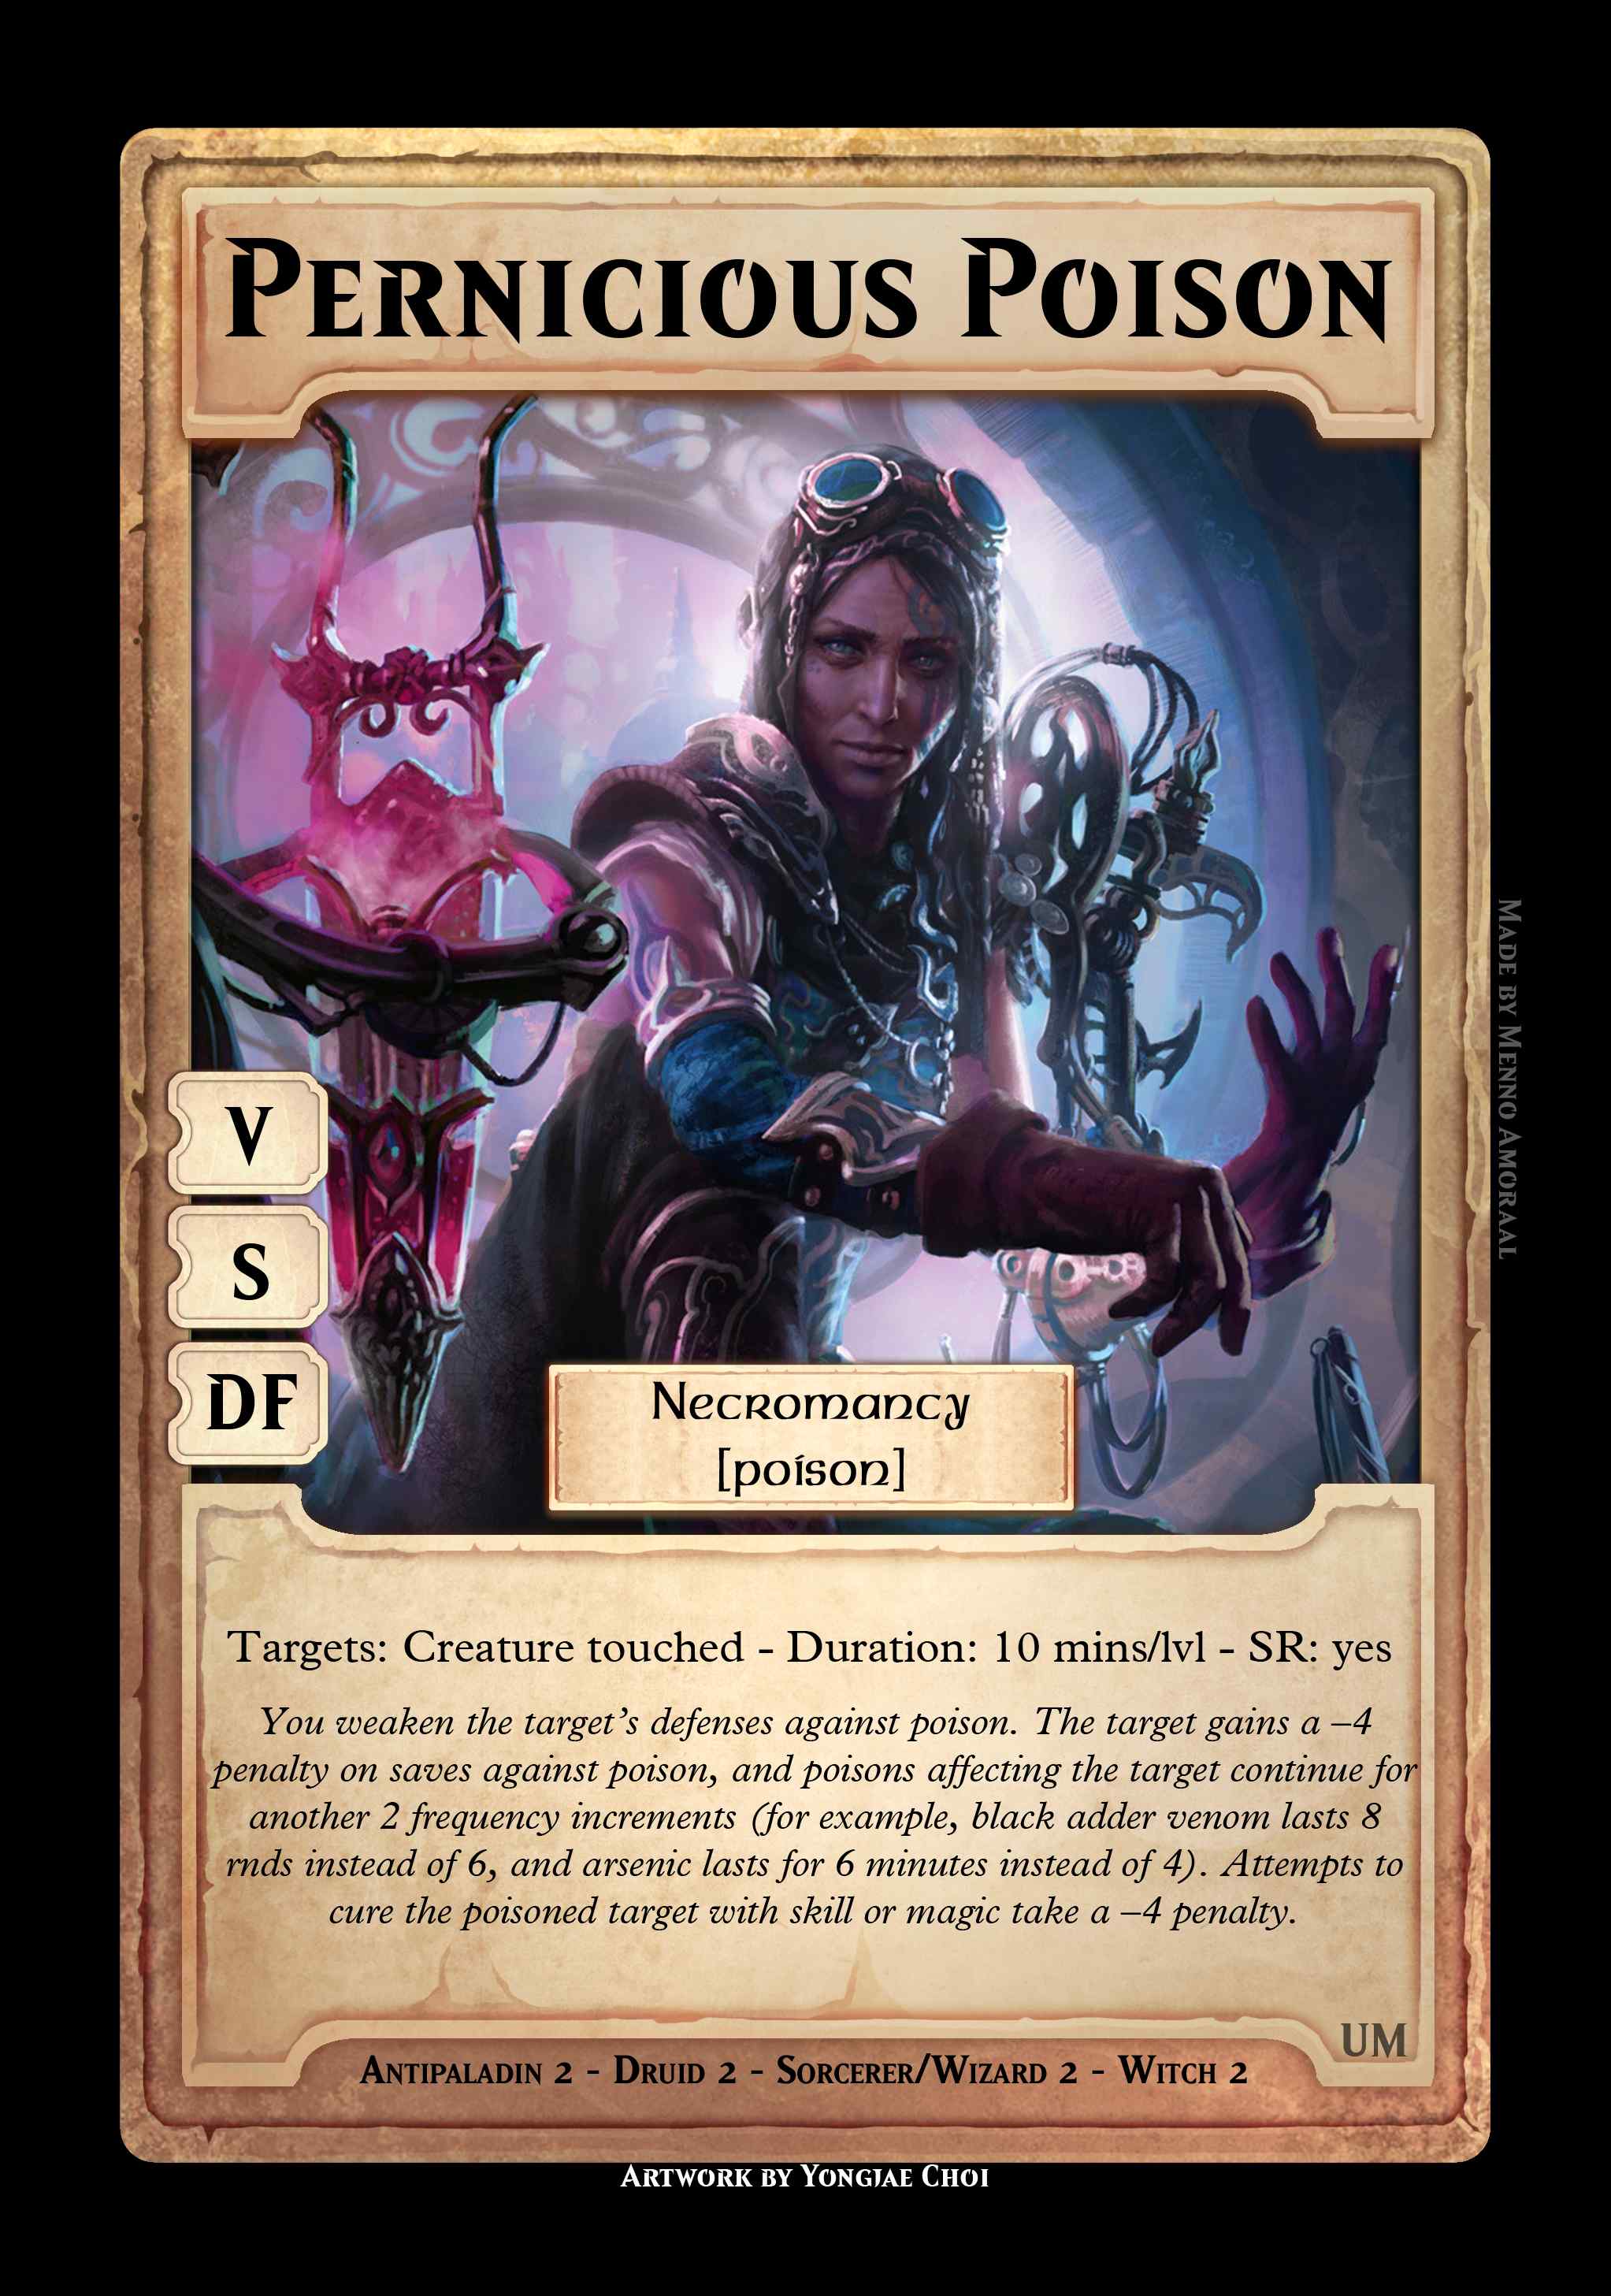 Pernicious Poison
Made by Menno Amoraal
V
S
DF
Necromancy
[poison]
Targets: Creature touched - Duration: 10 mins/lvl - SR: yes
You weaken the target’s defenses against poison. The target gains a –4
penalty on saves against poison, and poisons affecting the target continue for
another 2 frequency increments (for example, black adder venom lasts 8
rnds instead of 6, and arsenic lasts for 6 minutes instead of 4). Attempts to
cure the poisoned target with skill or magic take a –4 penalty.
UM
Antipaladin 2 - Druid 2 - Sorcerer/Wizard 2 - Witch 2
Artwork by Yongjae Choi